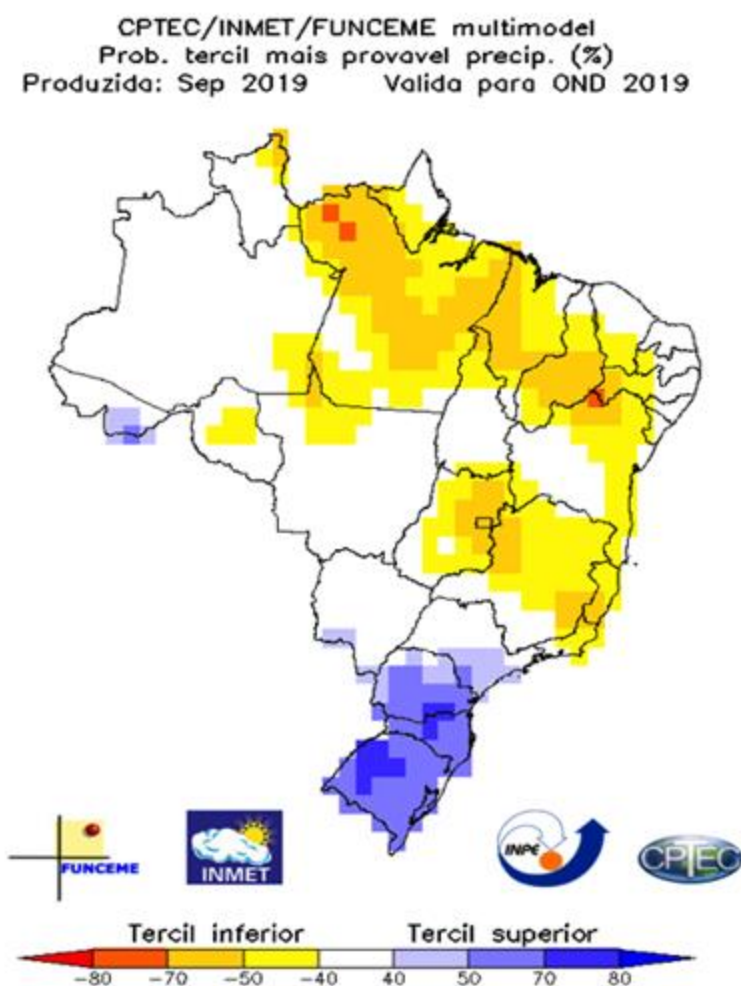 CPTEC/INMET/FUNCEME multimodel
Prob. tercil mais provavel precip. (%)
Produzida: Sep 2019 Valida para OND 2019
FUNCEME
INMET
INPE
CPTEC
Tercil inferior Tercil superior
-80 -70 -50 -40 40 50 70 80